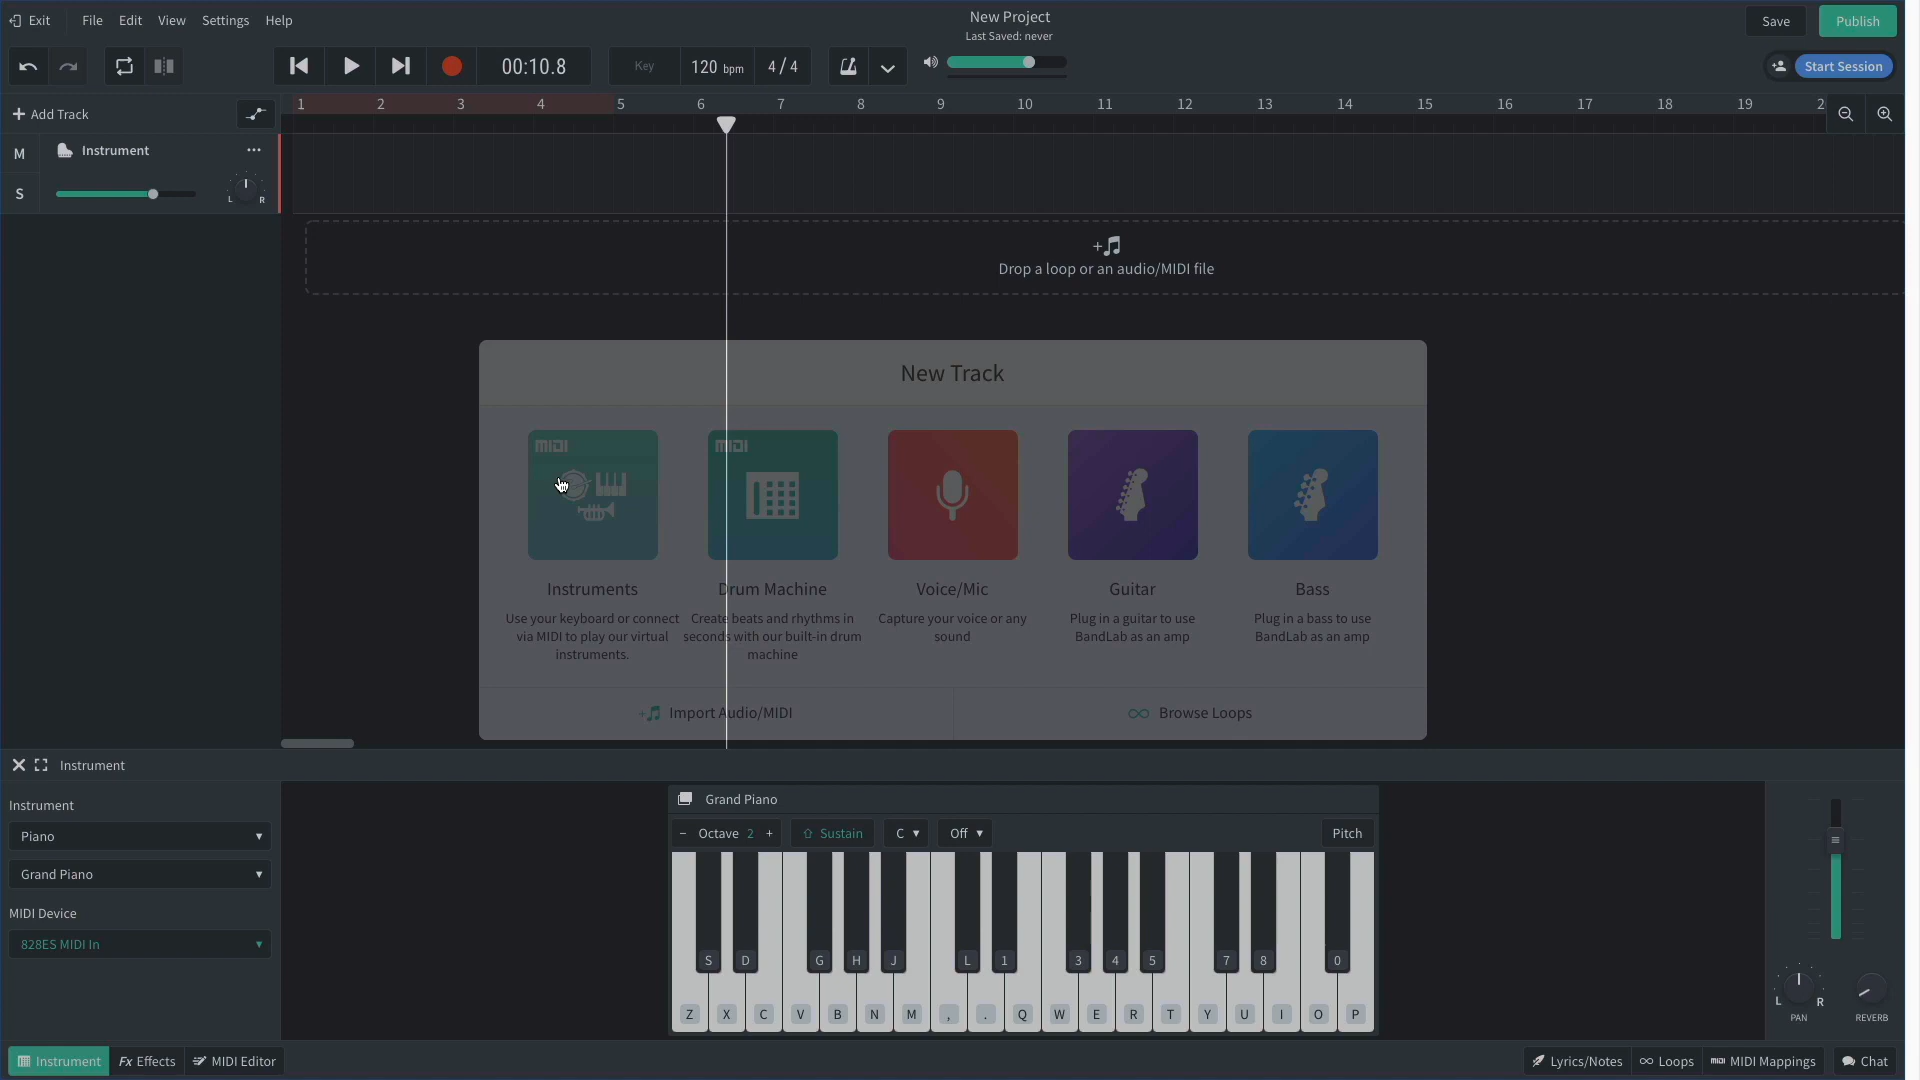 Exit File Edit View Settings Help
New Project
Last Saved: never
Save Publish
00:10.8 Key 120 bpm 4 / 4
Start Session
Add Track
1 2 3 4 5 6 7 8 9 10 11 12 13 14 15 16 17 18 19 2
M Instrument
S L R
Drop a loop or an audio/MIDI file
New Track
MIDI MIDI
Instruments Drum Machine Voice/Mic Guitar Bass
Use your keyboard or connect
via MIDI to play our virtual
instruments.
Create beats and rhythms in
seconds with our built-in drum
machine
Capture your voice or any
sound
Plug in a guitar to use
BandLab as an amp
Plug in a bass to use
BandLab as an amp
Import Audio/MIDI Browse Loops
Instrument
Instrument
Piano
Grand Piano
MIDI Device
828ES MIDI In
Grand Piano
− Octave 2 + Sustain C Off Pitch
S D G H J L 1 3 4 5 7 8 0
Z X C V B N M , . Q W E R T Y U I O P
L R
PAN REVERB
Instrument Fx Effects MIDI Editor
Lyrics/Notes Loops MIDI MIDI Mappings Chat